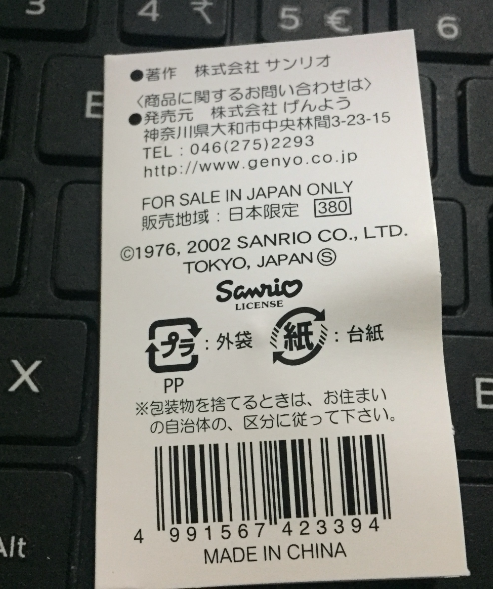 3
4 ₹
5 €
6
E
●著作 株式会社 サンリオ
〈商品に関するお問い合わせは〉
●発売元 株式会社 げんよう
神奈川県大和市中央林間3-23-15
TEL：046(275)2293
http://www.genyo.co.jp
FOR SALE IN JAPAN ONLY
販売地域：日本限定 380
©1976, 2002 SANRIO CO., LTD.
TOKYO, JAPAN Ⓢ
Sanrio
LICENSE
プラ：外袋 紙：台紙
PP
※包装物を捨てるときは、お住まい
の自治体の、区分に従って下さい。
4 991567 423394
MADE IN CHINA
X
Alt